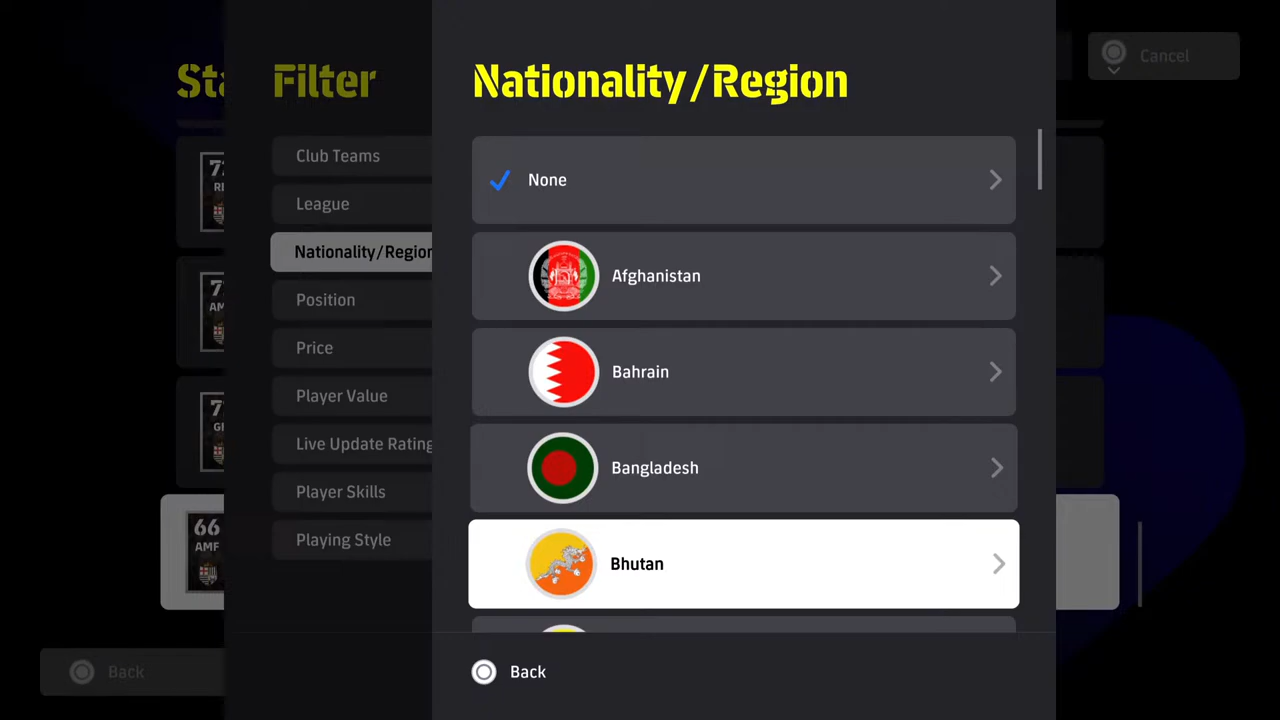 Filter
Nationality/Region
Cancel
Club Teams
League
Nationality/Region
Position
Price
Player Value
Live Update Rating
Player Skills
Playing Style
None
Afghanistan
Bahrain
Bangladesh
Bhutan
66
AMF
Back
Back